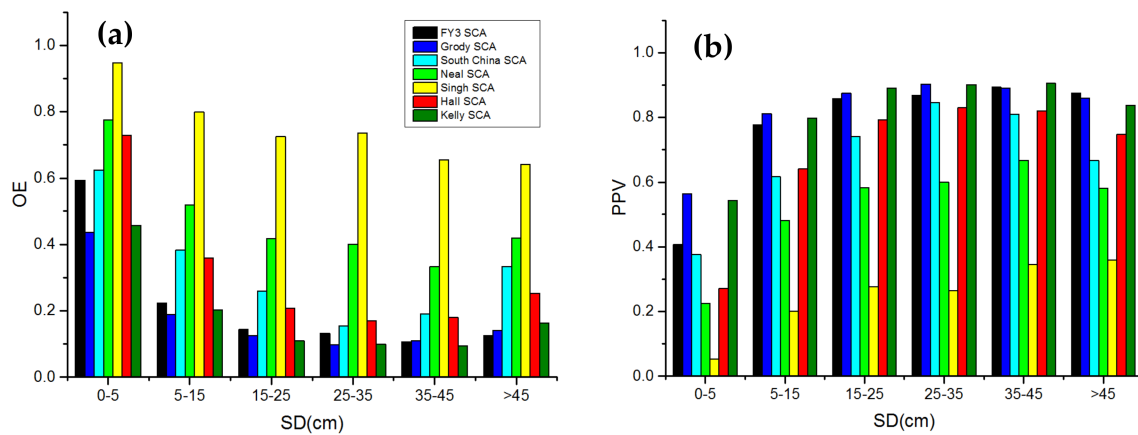 (a)
FY3 SCA
Grody SCA
South China SCA
Neal SCA
Singh SCA
Hall SCA
Kelly SCA
OE
1.0
0.8
0.6
0.4
0.2
0.0
0-5 5-15 15-25 25-35 35-45 >45
SD(cm)
(b)
PPV
1.0
0.8
0.6
0.4
0.2
0.0
0-5 5-15 15-25 25-35 35-45 >45
SD(cm)